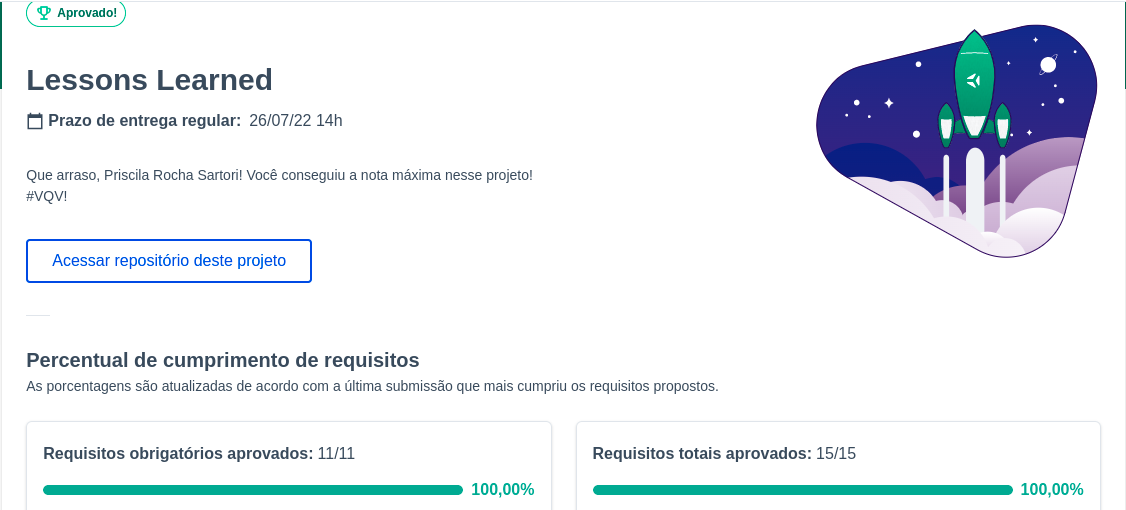 Aprovado!
Lessons Learned
Prazo de entrega regular: 26/07/22 14h
Que arraso, Priscila Rocha Sartori! Você conseguiu a nota máxima nesse projeto!
#VQV!
Acessar repositório deste projeto
Percentual de cumprimento de requisitos
As porcentagens são atualizadas de acordo com a última submissão que mais cumpriu os requisitos propostos.
Requisitos obrigatórios aprovados: 11/11
100,00%
Requisitos totais aprovados: 15/15
100,00%